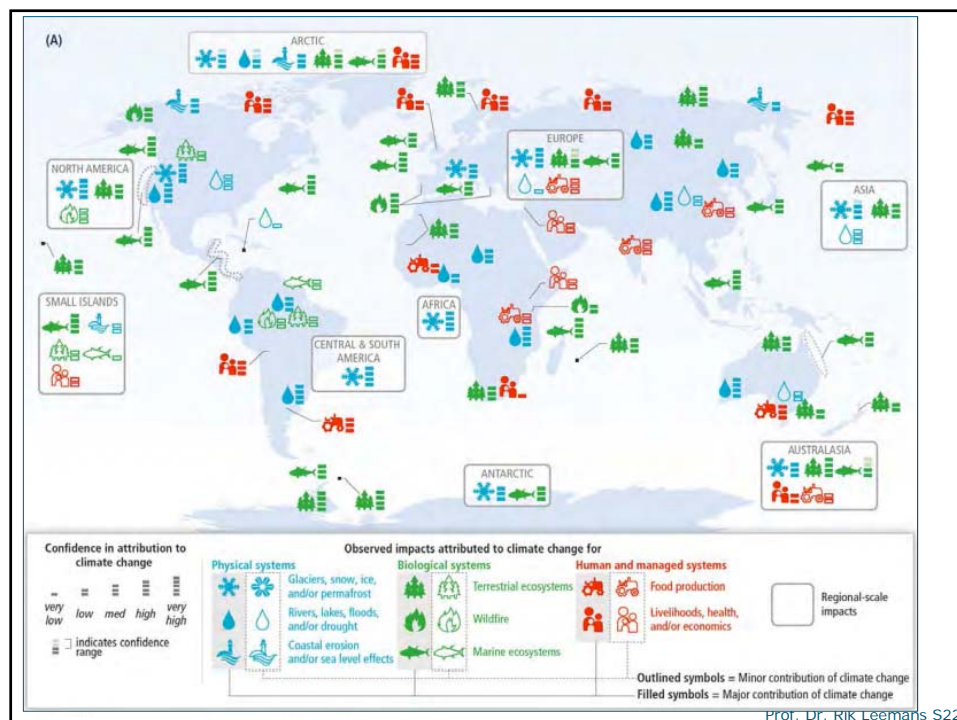 (A)
ARCTIC
EUROPE
NORTH AMERICA
ASIA
SMALL ISLANDS
AFRICA
CENTRAL & SOUTH
AMERICA
AUSTRALASIA
ANTARCTIC
Confidence in attribution to
climate change
very
low
low
med
high
very
high
indicates confidence
range
Observed impacts attributed to climate change for
Physical systems
Glaciers, snow, ice,
and/or permafrost
Rivers, lakes, floods,
and/or drought
Coastal erosion
and/or sea level effects
Biological systems
Terrestrial ecosystems
Wildfire
Marine ecosystems
Human and managed systems
Food production
Livelihoods, health,
and/or economics
Regional-scale
impacts
Outlined symbols = Minor contribution of climate change
Filled symbols = Major contribution of climate change
Prof. Dr. Rik Leemans S22